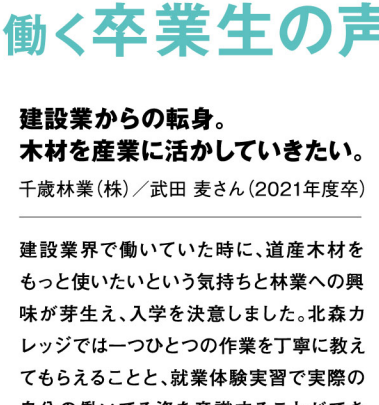 働く卒業生の声
建設業からの転身。
木材を産業に活かしていきたい。
千歳林業(株)／武田 麦さん(2021年度卒)
建設業界で働いていた時に、道産木材を
もっと使いたいという気持ちと林業への興
味が芽生え、入学を決意しました。北森カ
レッジでは一つひとつの作業を丁寧に教え
てもらえることと、就業体験実習で実際の